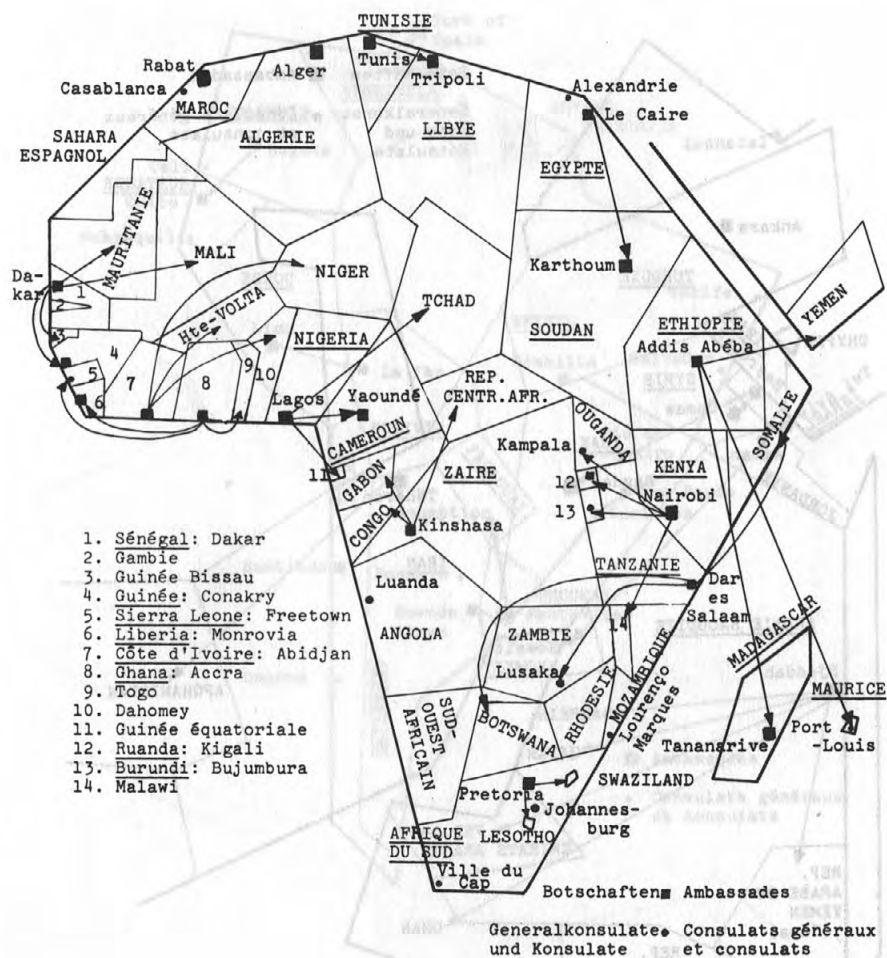 TUNISIE
Rabat
Alger
Tunis
Tripoli
Casablanca
MAROC
Alexandrie
Le Caire
SAHARA
ESPAGNOL
ALGERIE
LIBYE
EGYPTE
MAURITANIE
MALI
NIGER
Karthoum
Da-
kar
1
2
3
4
5
6
7
8
9
10
Hte-VOLTA
NIGERIA
TCHAD
SOUDAN
ETHIOPIE
Addis Abéba
YEMEN
SOMALIE
Lagos
Yaoundé
REP.
CENTR.AFR.
CAMEROUN
OUGANDA
Kampala
KENYA
11
GABON
ZAIRE
12
Nairobi
CONGO
Kinshasa
13
TANZANIE
Dar
es
Salaam
1. Sénégal: Dakar
2. Gambie
3. Guinée Bissau
4. Guinée: Conakry
5. Sierra Leone: Freetown
6. Liberia: Monrovia
7. Côte d'Ivoire: Abidjan
8. Ghana: Accra
9. Togo
10. Dahomey
11. Guinée équatoriale
12. Ruanda: Kigali
13. Burundi: Bujumbura
14. Malawi
Luanda
ANGOLA
ZAMBIE
14
Lusaka
MADAGASCAR
MAURICE
SUD-
OUEST
AFRICAIN
BOTSWANA
RHODESIE
MOZAMBIQUE
Lourenço
Marques
Tananarive
Port
-Louis
SWAZILAND
Pretoria
Johannes-
burg
AFRIQUE
DU SUD
LESOTHO
Ville du
Cap
Botschaften ■ Ambassades
Generalkonsulate • Consulats généraux
und Konsulate et consulats